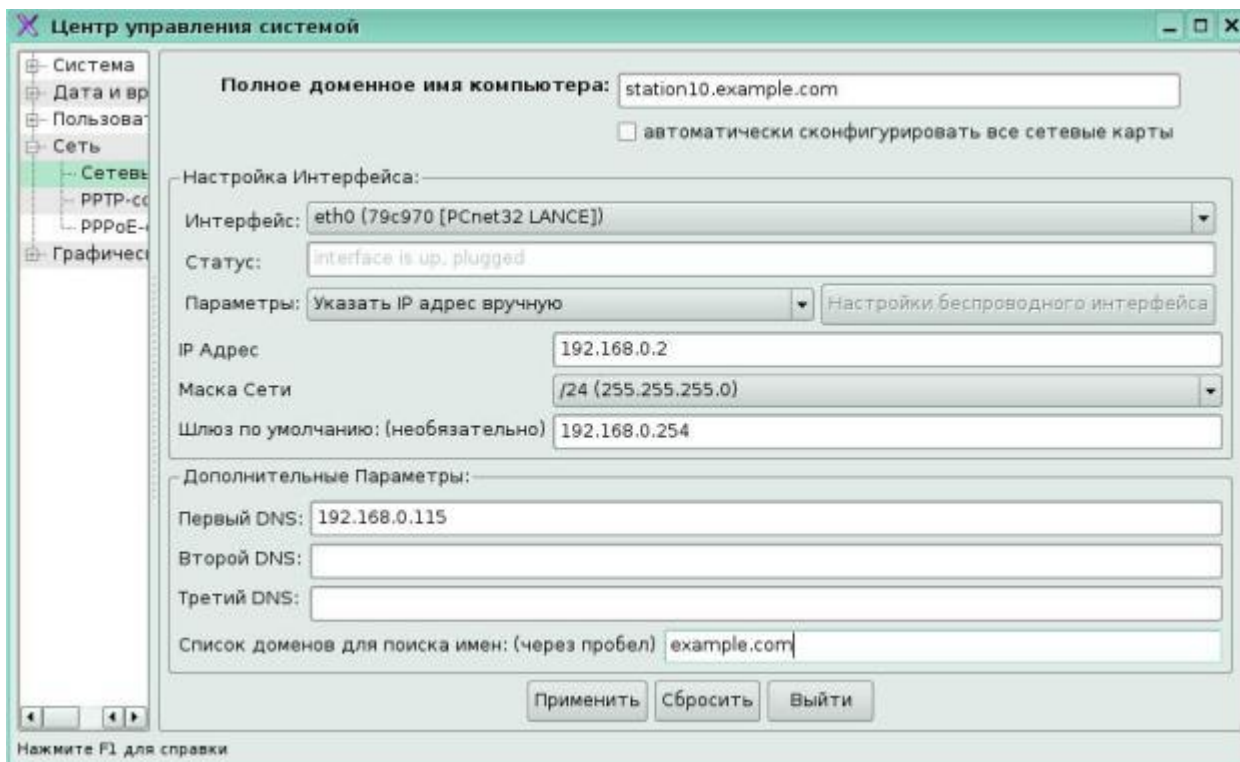 Центр управления системой
Система
Дата и вр
Пользоват
Сеть
Сетевы
PPTP-со
PPPoE-
Графичес
Полное доменное имя компьютера: station10.example.com
автоматически сконфигурировать все сетевые карты
Настройка Интерфейса:
Интерфейс: eth0 (79c970 [PCnet32 LANCE])
Статус: interface is up, plugged
Параметры: Указать IP адрес вручную Настройки беспроводного интерфейса
IP Адрес 192.168.0.2
Маска Сети /24 (255.255.255.0)
Шлюз по умолчанию: (необязательно) 192.168.0.254
Дополнительные Параметры:
Первый DNS: 192.168.0.115
Второй DNS:
Третий DNS:
Список доменов для поиска имен: (через пробел) example.com
Применить Сбросить Выйти
Нажмите F1 для справки